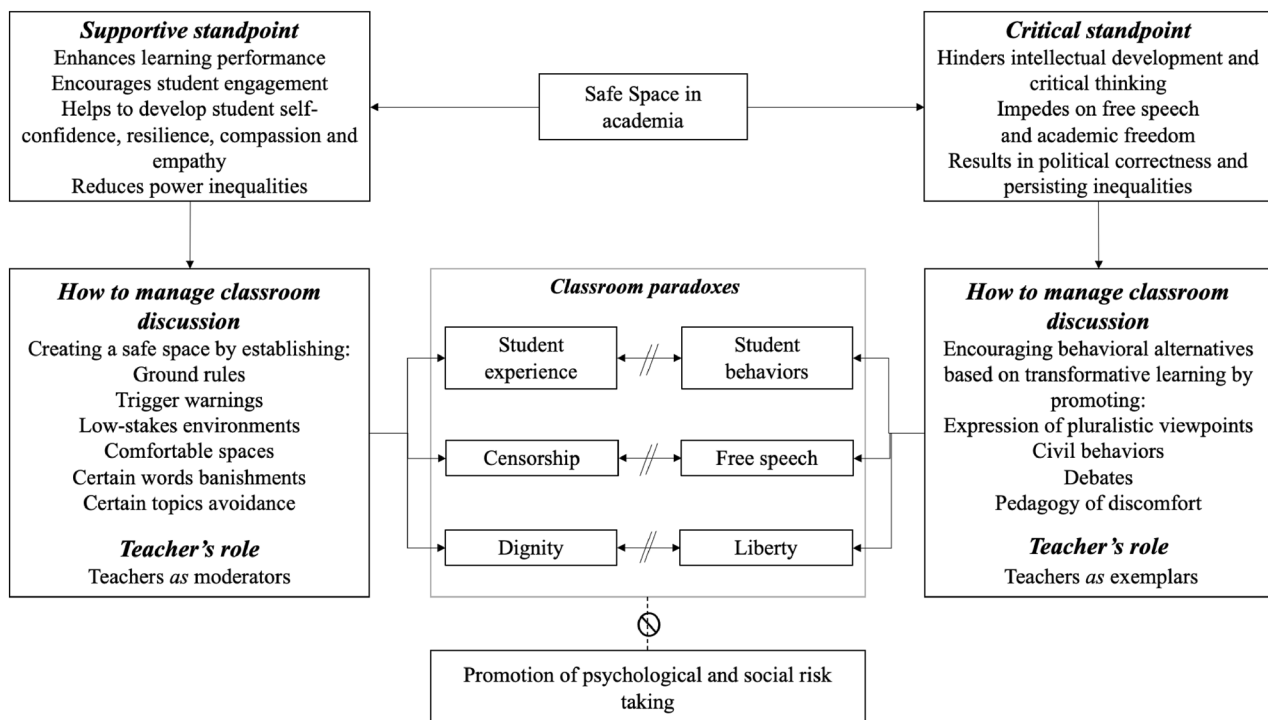 Supportive standpoint
Enhances learning performance
Encourages student engagement
Helps to develop student self-
confidence, resilience, compassion and
empathy
Reduces power inequalities
Safe Space in
academia
Critical standpoint
Hinders intellectual development and
critical thinking
Impedes on free speech
and academic freedom
Results in political correctness and
persisting inequalities
How to manage classroom
discussion
Creating a safe space by establishing:
Ground rules
Trigger warnings
Low-stakes environments
Comfortable spaces
Certain words banishments
Certain topics avoidance
Teacher’s role
Teachers as moderators
Classroom paradoxes
Student
experience
Student
behaviors
Censorship
Free speech
Dignity
Liberty
How to manage classroom
discussion
Encouraging behavioral alternatives
based on transformative learning by
promoting:
Expression of pluralistic viewpoints
Civil behaviors
Debates
Pedagogy of discomfort
Teacher’s role
Teachers as exemplars
Promotion of psychological and social risk
taking